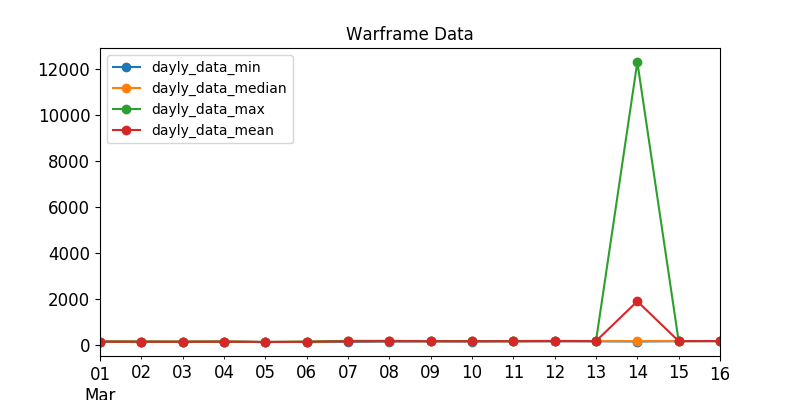 Warframe Data
dayly_data_min
dayly_data_median
dayly_data_max
dayly_data_mean
12000
10000
8000
6000
4000
2000
0
01 02 03 04 05 06 07 08 09 10 11 12 13 14 15 16
Mar